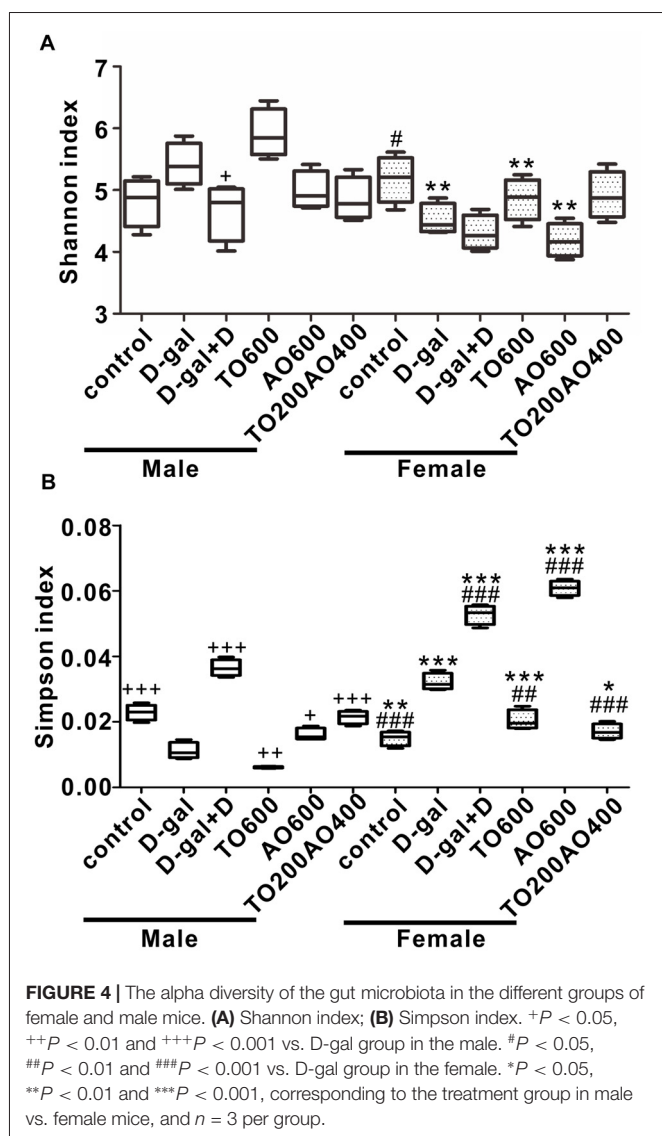 A
Shannon index
7
6
5
4
3
+
#
**
**
**
control
D-gal
D-gal+D
TO600
AO600
TO200AO400
control
D-gal
D-gal+D
TO600
AO600
TO200AO400
Male
Female
B
Simpson index
0.08
0.06
0.04
0.02
0.00
+++
+++
++
+
+++
**
###
***
***
###
***
##
***
###
*
###
control
D-gal
D-gal+D
TO600
AO600
TO200AO400
control
D-gal
D-gal+D
TO600
AO600
TO200AO400
Male
Female
FIGURE 4 | The alpha diversity of the gut microbiota in the different groups of
female and male mice. (A) Shannon index; (B) Simpson index. +P < 0.05,
++P < 0.01 and +++P < 0.001 vs. D-gal group in the male. #P < 0.05,
##P < 0.01 and ###P < 0.001 vs. D-gal group in the female. *P < 0.05,
**P < 0.01 and ***P < 0.001, corresponding to the treatment group in male
vs. female mice, and n = 3 per group.